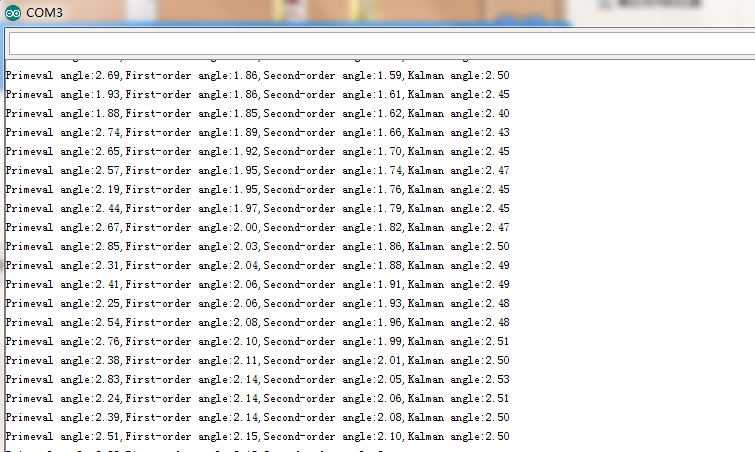 COM3
Primeval angle:2.69,First-order angle:1.86,Second-order angle:1.59,Kalman angle:2.50
Primeval angle:1.93,First-order angle:1.86,Second-order angle:1.61,Kalman angle:2.45
Primeval angle:1.88,First-order angle:1.85,Second-order angle:1.62,Kalman angle:2.40
Primeval angle:2.74,First-order angle:1.89,Second-order angle:1.66,Kalman angle:2.43
Primeval angle:2.65,First-order angle:1.92,Second-order angle:1.70,Kalman angle:2.45
Primeval angle:2.57,First-order angle:1.95,Second-order angle:1.74,Kalman angle:2.47
Primeval angle:2.19,First-order angle:1.95,Second-order angle:1.76,Kalman angle:2.45
Primeval angle:2.44,First-order angle:1.97,Second-order angle:1.79,Kalman angle:2.45
Primeval angle:2.67,First-order angle:2.00,Second-order angle:1.82,Kalman angle:2.47
Primeval angle:2.85,First-order angle:2.03,Second-order angle:1.86,Kalman angle:2.50
Primeval angle:2.31,First-order angle:2.04,Second-order angle:1.88,Kalman angle:2.49
Primeval angle:2.41,First-order angle:2.06,Second-order angle:1.91,Kalman angle:2.49
Primeval angle:2.25,First-order angle:2.06,Second-order angle:1.93,Kalman angle:2.48
Primeval angle:2.54,First-order angle:2.08,Second-order angle:1.96,Kalman angle:2.48
Primeval angle:2.76,First-order angle:2.10,Second-order angle:1.99,Kalman angle:2.51
Primeval angle:2.38,First-order angle:2.11,Second-order angle:2.01,Kalman angle:2.50
Primeval angle:2.83,First-order angle:2.14,Second-order angle:2.05,Kalman angle:2.53
Primeval angle:2.24,First-order angle:2.14,Second-order angle:2.06,Kalman angle:2.51
Primeval angle:2.39,First-order angle:2.14,Second-order angle:2.08,Kalman angle:2.50
Primeval angle:2.51,First-order angle:2.15,Second-order angle:2.10,Kalman angle:2.50